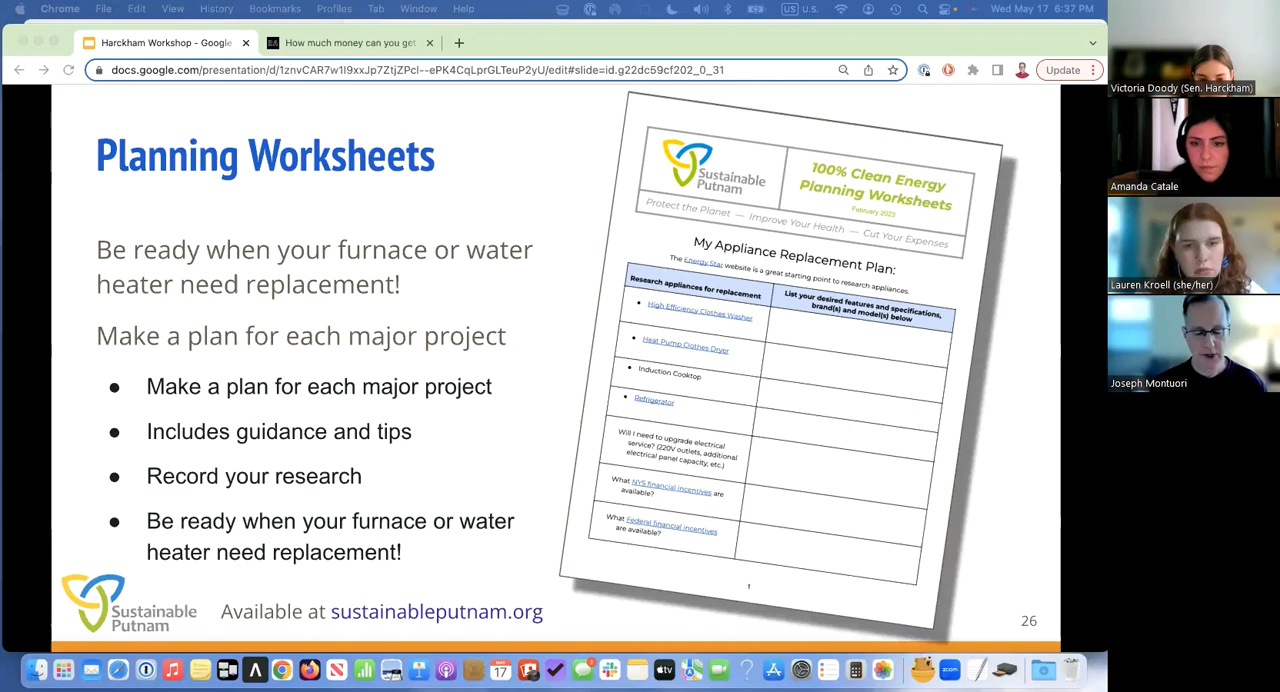 Chrome File Edit View History Bookmarks Profiles Tab Window Help
U.S. Wed May 17 6:37 PM
Harckham Workshop - Google
How much money can you get
docs.google.com/presentation/d/1znvCAR7w1I9xxJp7ZtjZPcl--ePK4CqLprGLTeuP2yU/edit#slide=id.g22dc59cf202_0_31
Update
Planning Worksheets
Be ready when your furnace or water
heater need replacement!
Make a plan for each major project
● Make a plan for each major project
● Includes guidance and tips
● Record your research
● Be ready when your furnace or water
heater need replacement!
Sustainable
Putnam
Available at sustainableputnam.org
26
Sustainable
Putnam
100% Clean Energy
Planning Worksheets
February 2023
Protect the Planet — Improve Your Health — Cut Your Expenses
My Appliance Replacement Plan:
The Energy Star website is a great starting point to research appliances.
Research appliances for replacement
List your desired features and specifications,
brand(s) and model(s) below
● High Efficiency Clothes Washer
● Heat Pump Clothes Dryer
● Induction Cooktop
● Refrigerator
Will I need to upgrade electrical
service? (220V outlets, additional
electrical panel capacity, etc.)
What NYS financial incentives are
available?
What Federal financial incentives
are available?
1
Victoria Doody (Sen. Harckham)
Amanda Catale
Lauren Kroell (she/her)
Joseph Montuori
MAY
17
zoom